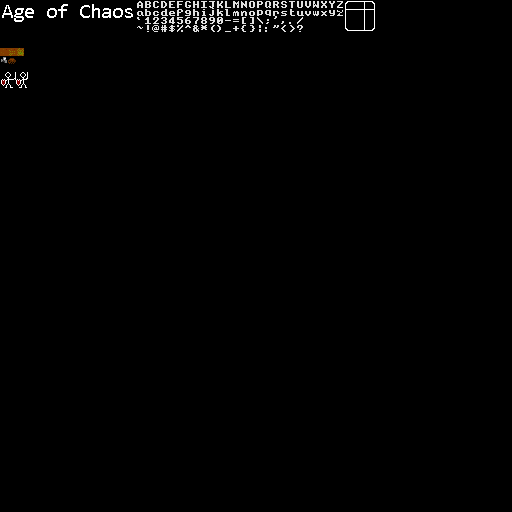 Age of Chaos
ABCDEFGHIJKLMNOPQRSTUVWXYZ
abcdefghijklmnopqrstuvwxyz
`1234567890-=[]\;',./
~!@#$%^&*()_+{}|:"<>?